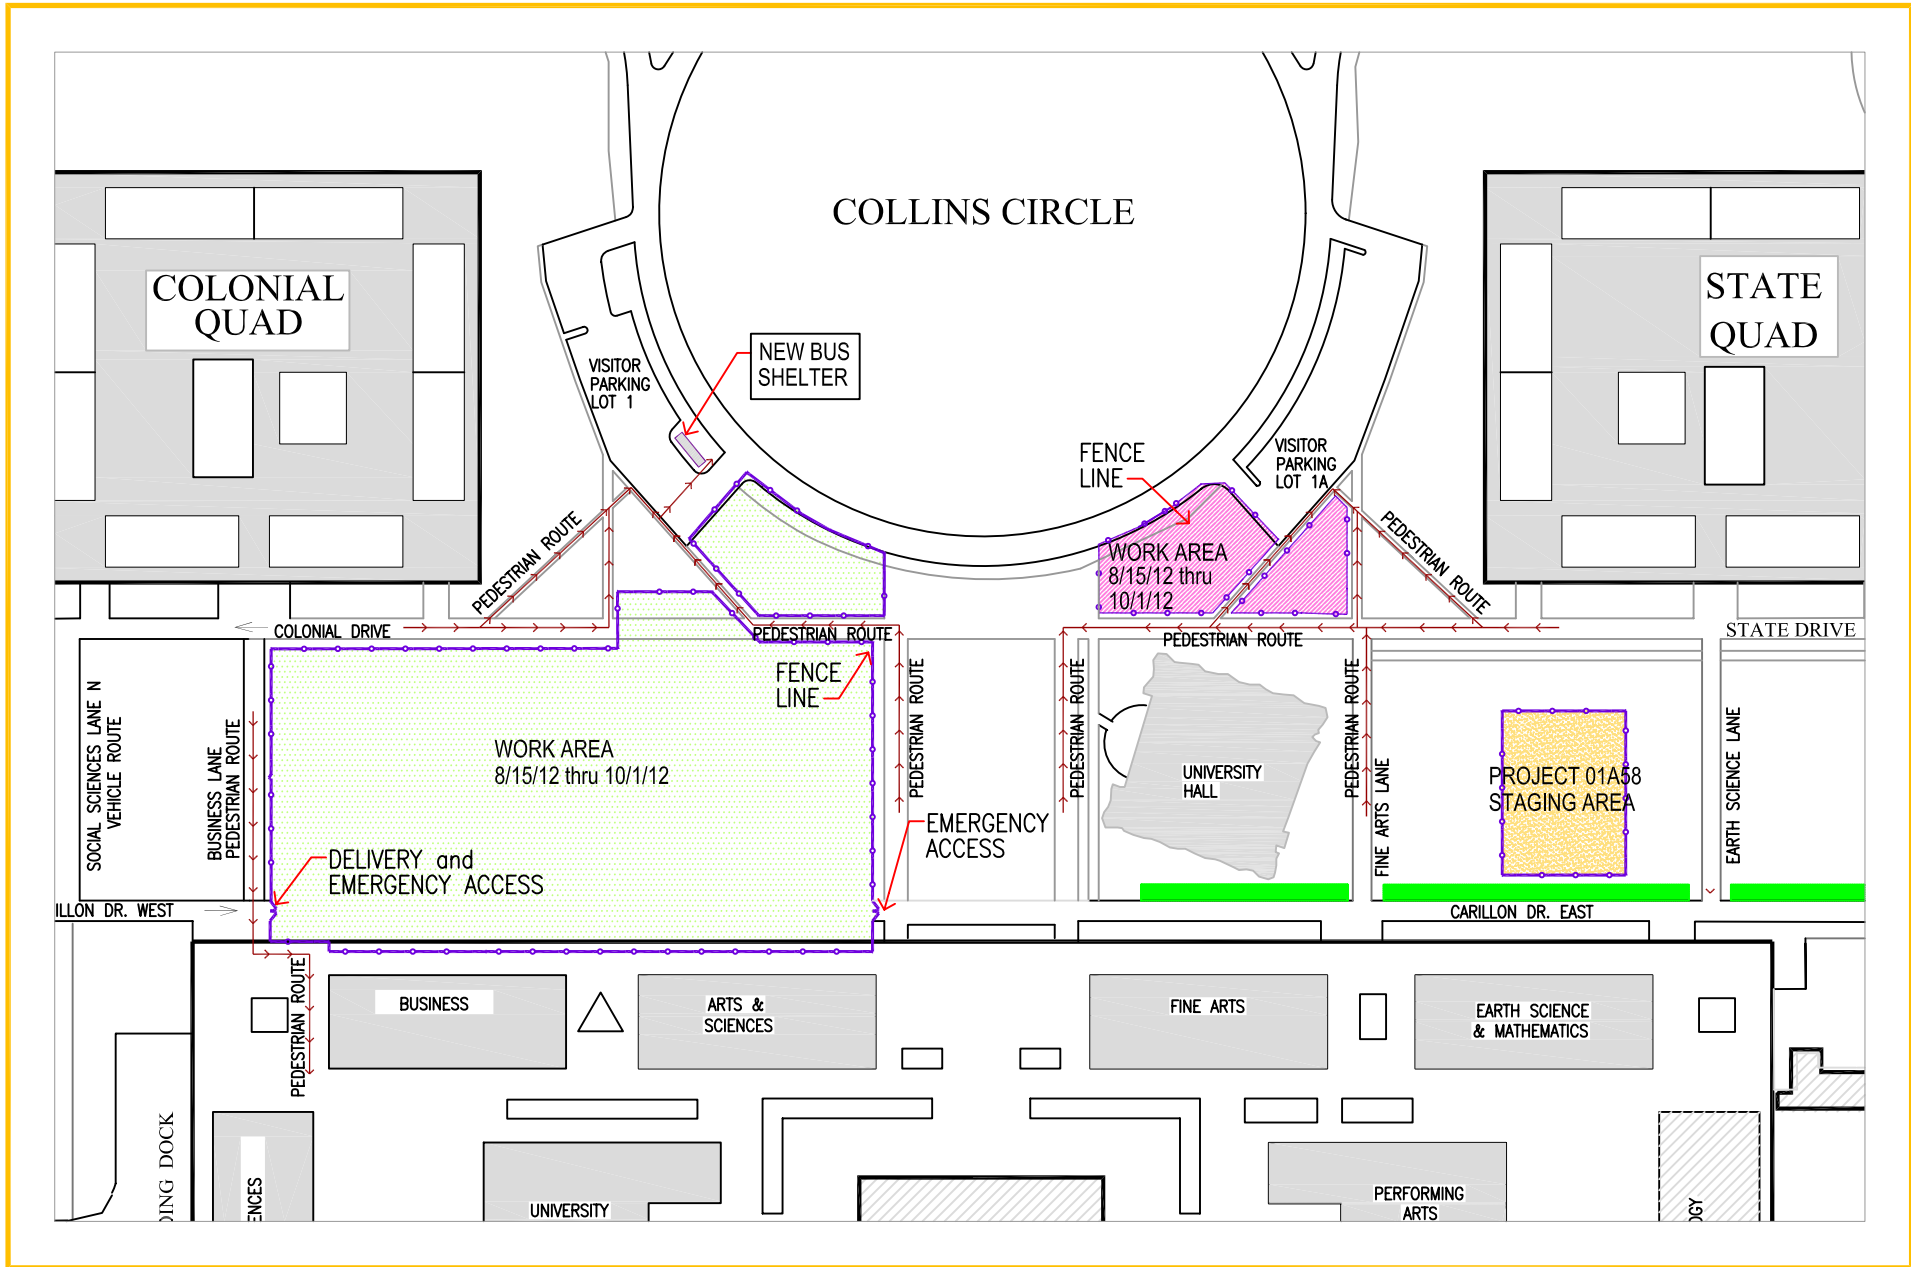 COLLINS CIRCLE
COLONIAL
QUAD
STATE
QUAD
NEW BUS
SHELTER
VISITOR
PARKING
LOT 1
FENCE
LINE
VISITOR
PARKING
LOT 1A
PEDESTRIAN ROUTE
PEDESTRIAN ROUTE
WORK AREA
8/15/12 thru
10/1/12
COLONIAL DRIVE
PEDESTRIAN ROUTE
PEDESTRIAN ROUTE
STATE DRIVE
FENCE
LINE
SOCIAL SCIENCES LANE N
VEHICLE ROUTE
BUSINESS LANE
PEDESTRIAN ROUTE
WORK AREA
8/15/12 thru 10/1/12
PEDESTRIAN ROUTE
PEDESTRIAN ROUTE
UNIVERSITY
HALL
PEDESTRIAN ROUTE
FINE ARTS LANE
PROJECT 01A58
STAGING AREA
EARTH SCIENCE LANE
EMERGENCY
ACCESS
DELIVERY and
EMERGENCY ACCESS
ILLON DR. WEST
CARILLON DR. EAST
PEDESTRIAN ROUTE
BUSINESS
ARTS &
SCIENCES
FINE ARTS
EARTH SCIENCE
& MATHEMATICS
DING DOCK
ENCES
UNIVERSITY
PERFORMING
ARTS
OGY